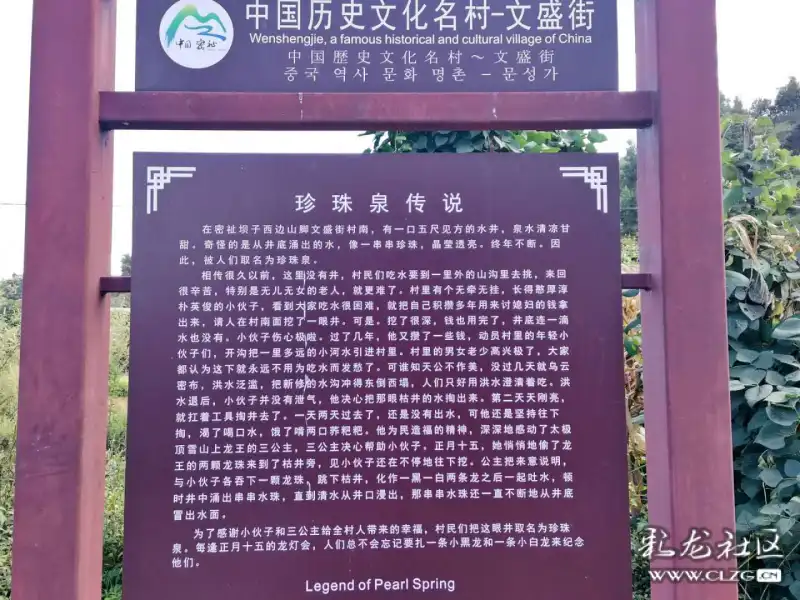 中国历史文化名村-文盛街
Wenshengjie, a famous historical and cultural village of China
中国歴史文化名村～文盛街
중국 역사 문화 명촌 – 문성가
中国·密祉
珍珠泉传说
在密祉坝子西边山脚文盛街村南，有一口五尺见方的水井，泉水清凉甘
甜。奇怪的是从井底涌出的水，像一串串珍珠，晶莹透亮。终年不断。因
此，被人们取名为珍珠泉。
相传很久以前，这里没有井，村民们吃水要到一里外的山沟里去挑，来回
很辛苦，特别是无儿无女的老人，就更难了。村里有个无牵无挂，长得憨厚淳
朴英俊的小伙子，看到大家吃水很困难，就把自己积攒多年用来讨媳妇的钱拿
出来，请人在村南面挖了一眼井。可是。挖了很深，钱也用完了，井底连一滴
水也没有。小伙子伤心极啦。过了几年，他又攒了一些钱，动员村里的年轻小
伙子们，开沟把一里多远的小河水引进村里。村里的男女老少高兴极了，大家
都认为这下就永远不用为吃水而发愁了。可谁知天公不作美，没过几天就乌云
密布，洪水泛滥，把新修的水沟冲得东倒西塌，人们只好用洪水澄清着吃。洪
水退后，小伙子并没有泄气，他决心把那眼枯井的水掏出来。第二天天刚亮，
就扛着工具掏井去了。一天两天过去了，还是没有出水，可他还是坚持往下
掏，渴了喝口水，饿了啃两口荞粑粑。他为民造福的精神，深深地感动了太极
顶雪山上龙王的三公主，三公主决心帮助小伙子，正月十五，她悄悄地偷了龙
王的两颗龙珠来到了枯井旁，见小伙子还在不停地往下挖。公主把来意说明，
与小伙子各吞下一颗龙珠，跳下枯井，化作一黑一白两条龙之后一起吐水，顿
时井中涌出串串水珠，直到清水从井口漫出，那串串水珠还一直不断地从井底
冒出水面。
为了感谢小伙子和三公主给全村人带来的幸福，村民们把这眼井取名为珍珠
泉。每逢正月十五的龙灯会，人们总不会忘记要扎一条小黑龙和一条小白龙来纪念
他们。
Legend of Pearl Spring
彩龙社区
WWW.CLZG.CN